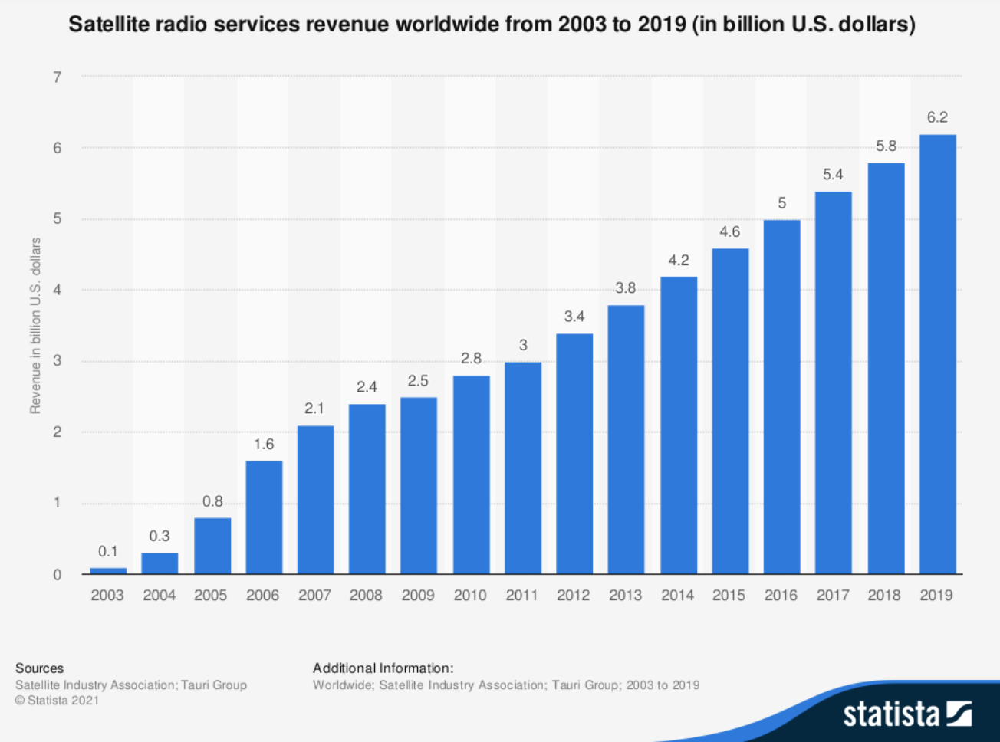 Satellite radio services revenue worldwide from 2003 to 2019 (in billion U.S. dollars)
Revenue in billion U.S. dollars
7
6
5
4
3
2
1
0
0.1
0.3
0.8
1.6
2.1
2.4
2.5
2.8
3
3.4
3.8
4.2
4.6
5
5.4
5.8
6.2
2003 2004 2005 2006 2007 2008 2009 2010 2011 2012 2013 2014 2015 2016 2017 2018 2019
Sources
Satellite Industry Association; Tauri Group
© Statista 2021
Additional Information:
Worldwide; Satellite Industry Association; Tauri Group; 2003 to 2019
statista